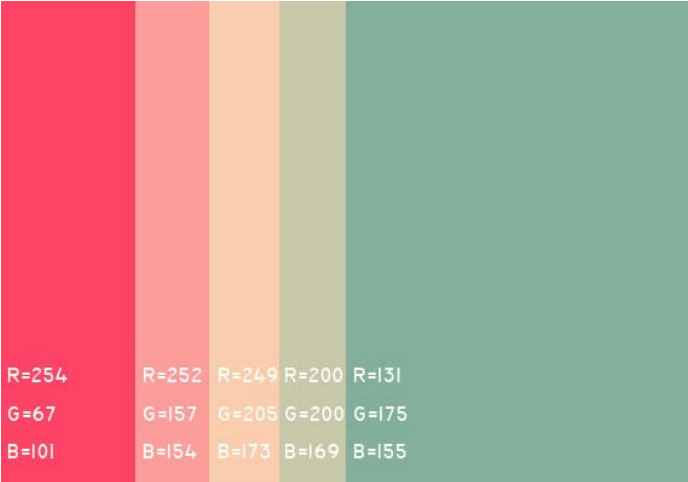 R=254 R=252 R=249 R=200 R=131
G=67 G=157 G=205 G=200 G=175
B=101 B=154 B=173 B=169 B=155